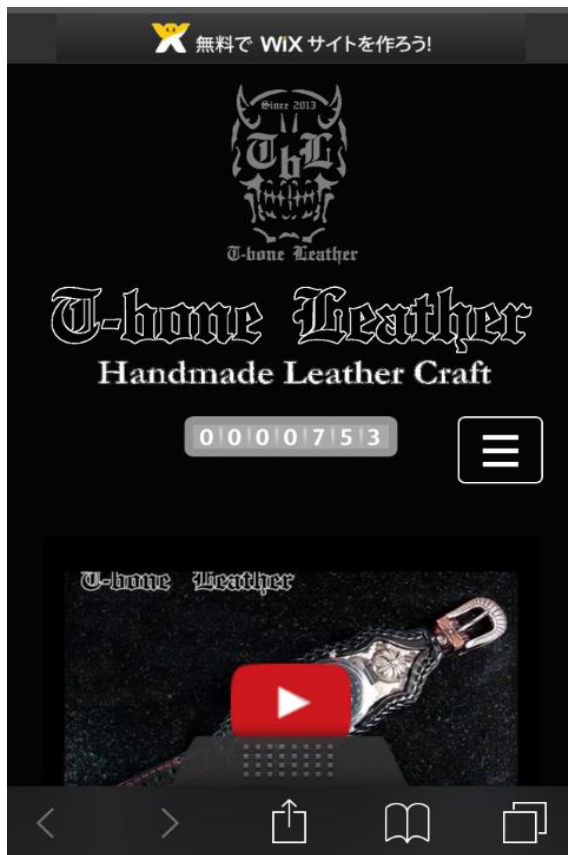 無料で WiX サイトを作ろう!
Since 2013
TbL
T-bone Leather
T-bone Leather
Handmade Leather Craft
0000753
T-bone Leather